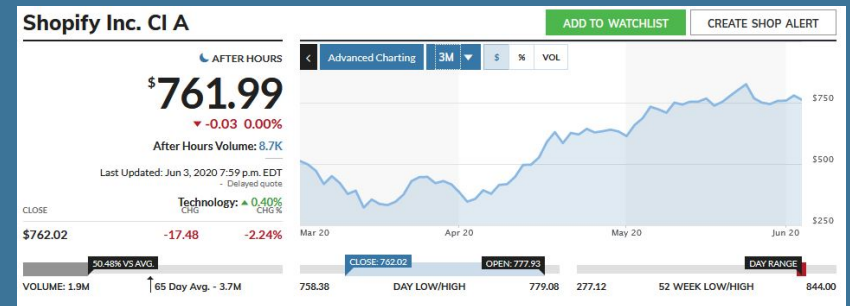 Shopify Inc. Cl A
ADD TO WATCHLIST
CREATE SHOP ALERT
AFTER HOURS
$761.99
-0.03 0.00%
After Hours Volume: 8.7K
Last Updated: Jun 3, 2020 7:59 p.m. EDT
- Delayed quote
Technology: 0.40%
CLOSE CHG CHG %
$762.02 -17.48 -2.24%
50.48% VS AVG.
VOLUME: 1.9M 65 Day Avg. - 3.7M
Advanced Charting 3M $ % VOL
$750
$500
$250
Mar 20 Apr 20 May 20 Jun 20
CLOSE: 762.02 OPEN: 777.93
758.38 DAY LOW/HIGH 779.08
DAY RANGE
277.12 52 WEEK LOW/HIGH 844.00